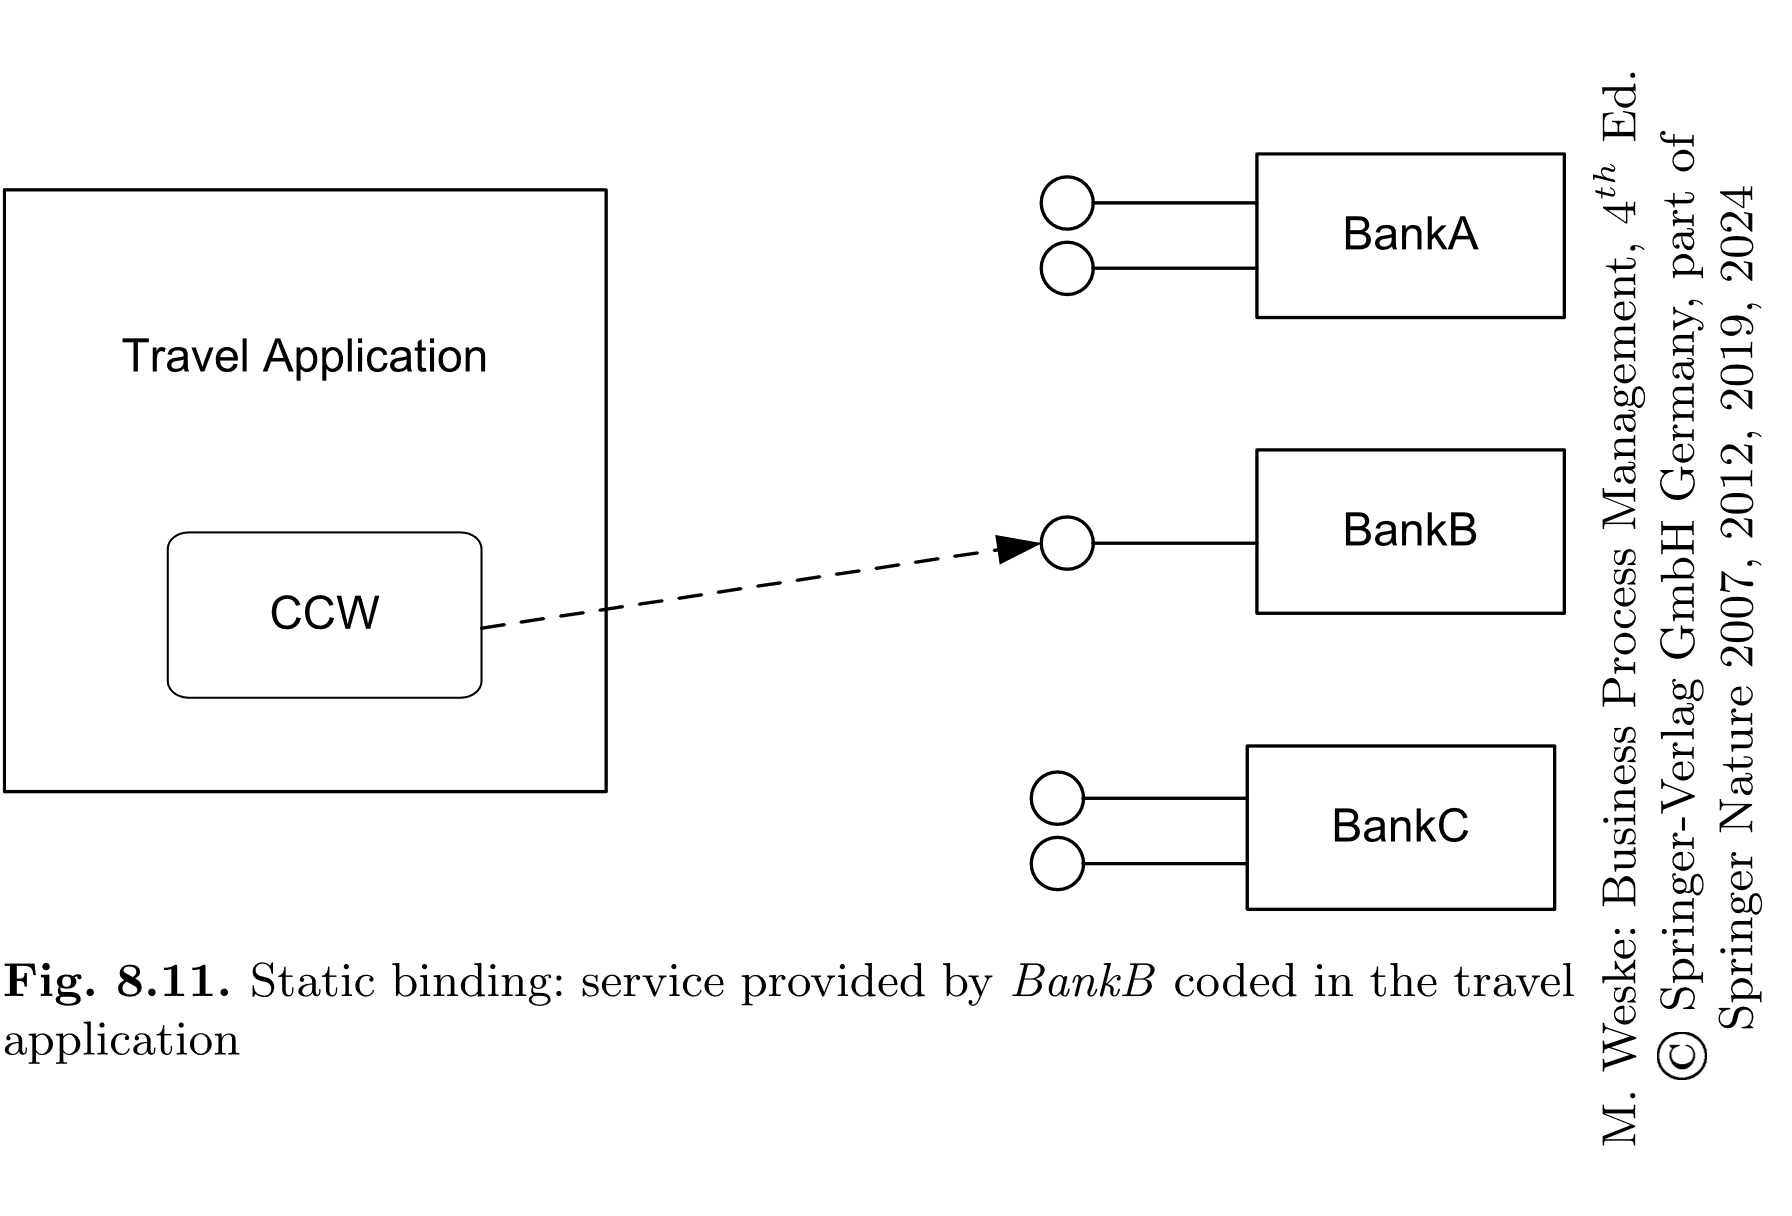 Travel Application
CCW
BankA
BankB
BankC
Fig. 8.11. Static binding: service provided by BankB coded in the travel
application
M. Weske: Business Process Management, 4th Ed.
© Springer-Verlag GmbH Germany, part of
Springer Nature 2007, 2012, 2019, 2024